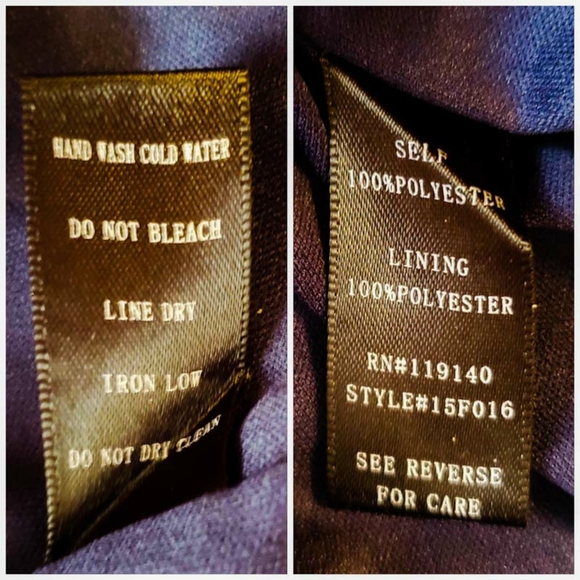 HAND WASH COLD WATER
DO NOT BLEACH
LINE DRY
IRON LOW
DO NOT DRY CLEAN
SELF
100%POLYESTER
LINING
100%POLYESTER
RN#119140
STYLE#15F016
SEE REVERSE
FOR CARE